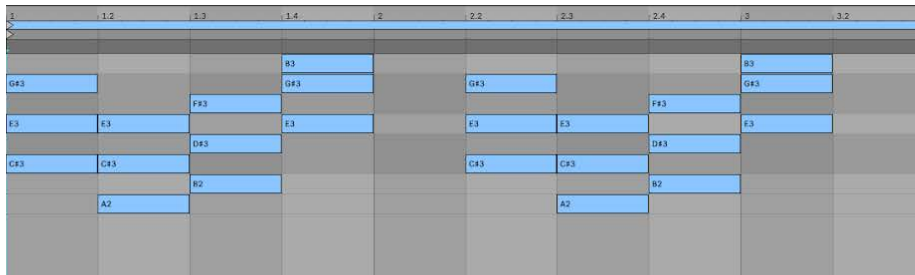 1 1.2 1.3 1.4 2 2.2 2.3 2.4 3 3.2
B3 B3
G#3 G#3 G#3 G#3
F#3 F#3
E3 E3 E3 E3 E3 E3
D#3 D#3
C#3 C#3 C#3 C#3
B2 B2
A2 A2